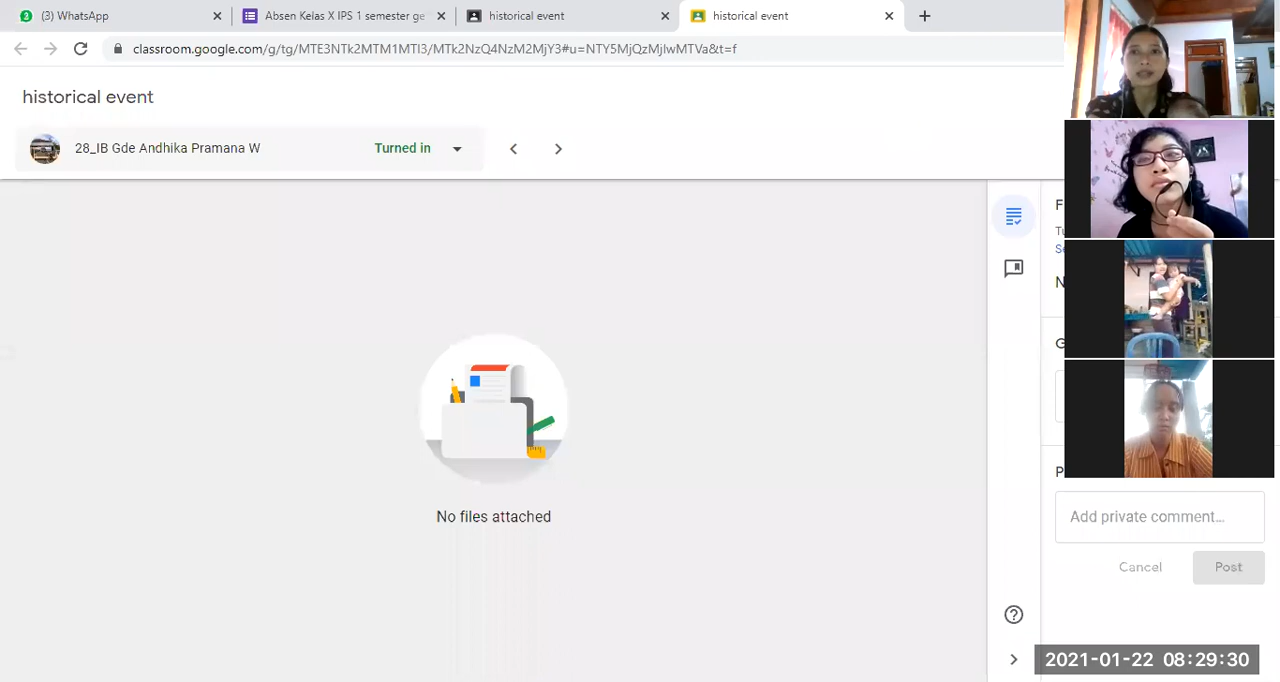 (3) WhatsApp
Absen Kelas X IPS 1 semester ge
historical event
historical event
classroom.google.com/g/tg/MTE3NTk2MTM1MTI3/MTk2NzQ4NzM2MjY3#u=NTY5MjQzMjIwMTVa&t=f
historical event
28_IB Gde Andhika Pramana W
Turned in
No files attached
Add private comment...
Cancel
Post
2021-01-22 08:29:30